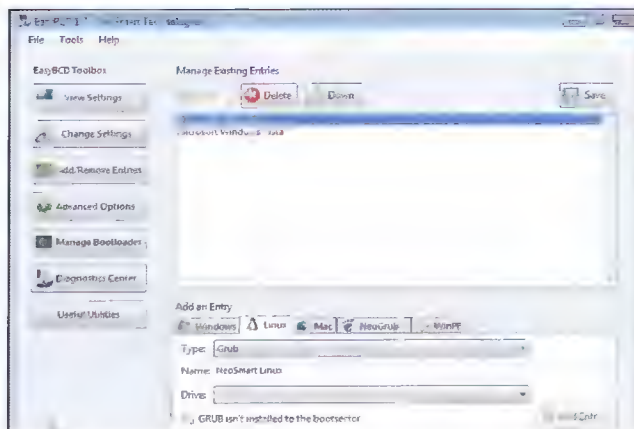 File Tools Help
EasyBCD Toolbox
Manage Existing Entries
View Settings
Delete
Down
Save
Change Settings
Microsoft Windows
Add/Remove Entries
Advanced Options
Manage Bootloader
Diagnostics Center
Useful Utilities
Add an Entry
Windows
Linux
Mac
NeoGrub
WinPE
Type: Grub
Name: NeoSmart Linux
Drive:
GRUB isn't installed to the bootsector